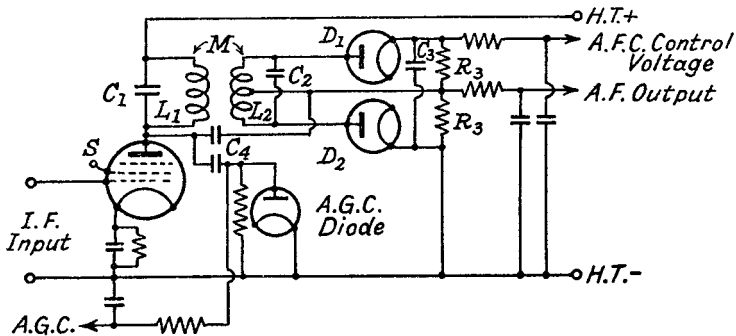 H.T.+
M
D1
A.F.C. Control
Voltage
C1
L1
L2
C2
C3
R3
A.F. Output
R3
S
C4
D2
I.F.
Input
A.G.C.
Diode
H.T.-
A.G.C.